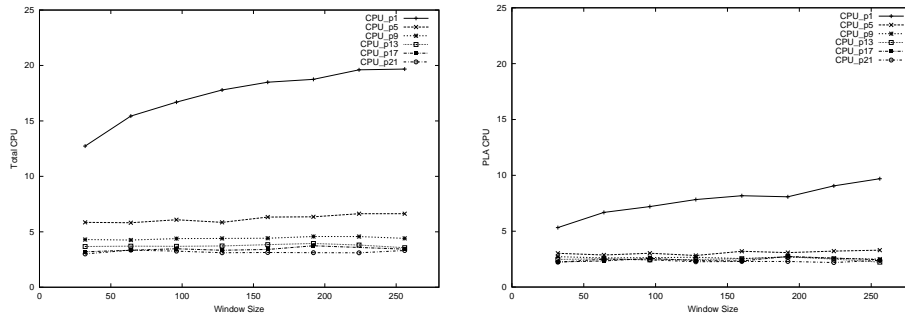 25
20
15
10
5
0
0
50
100
150
200
250
Total CPU
Window Size
CPU_p1
CPU_p5
CPU_p9
CPU_p13
CPU_p17
CPU_p21
25
20
15
10
5
0
0
50
100
150
200
250
PLA CPU
Window Size
CPU_p1
CPU_p5
CPU_p9
CPU_p13
CPU_p17
CPU_p21